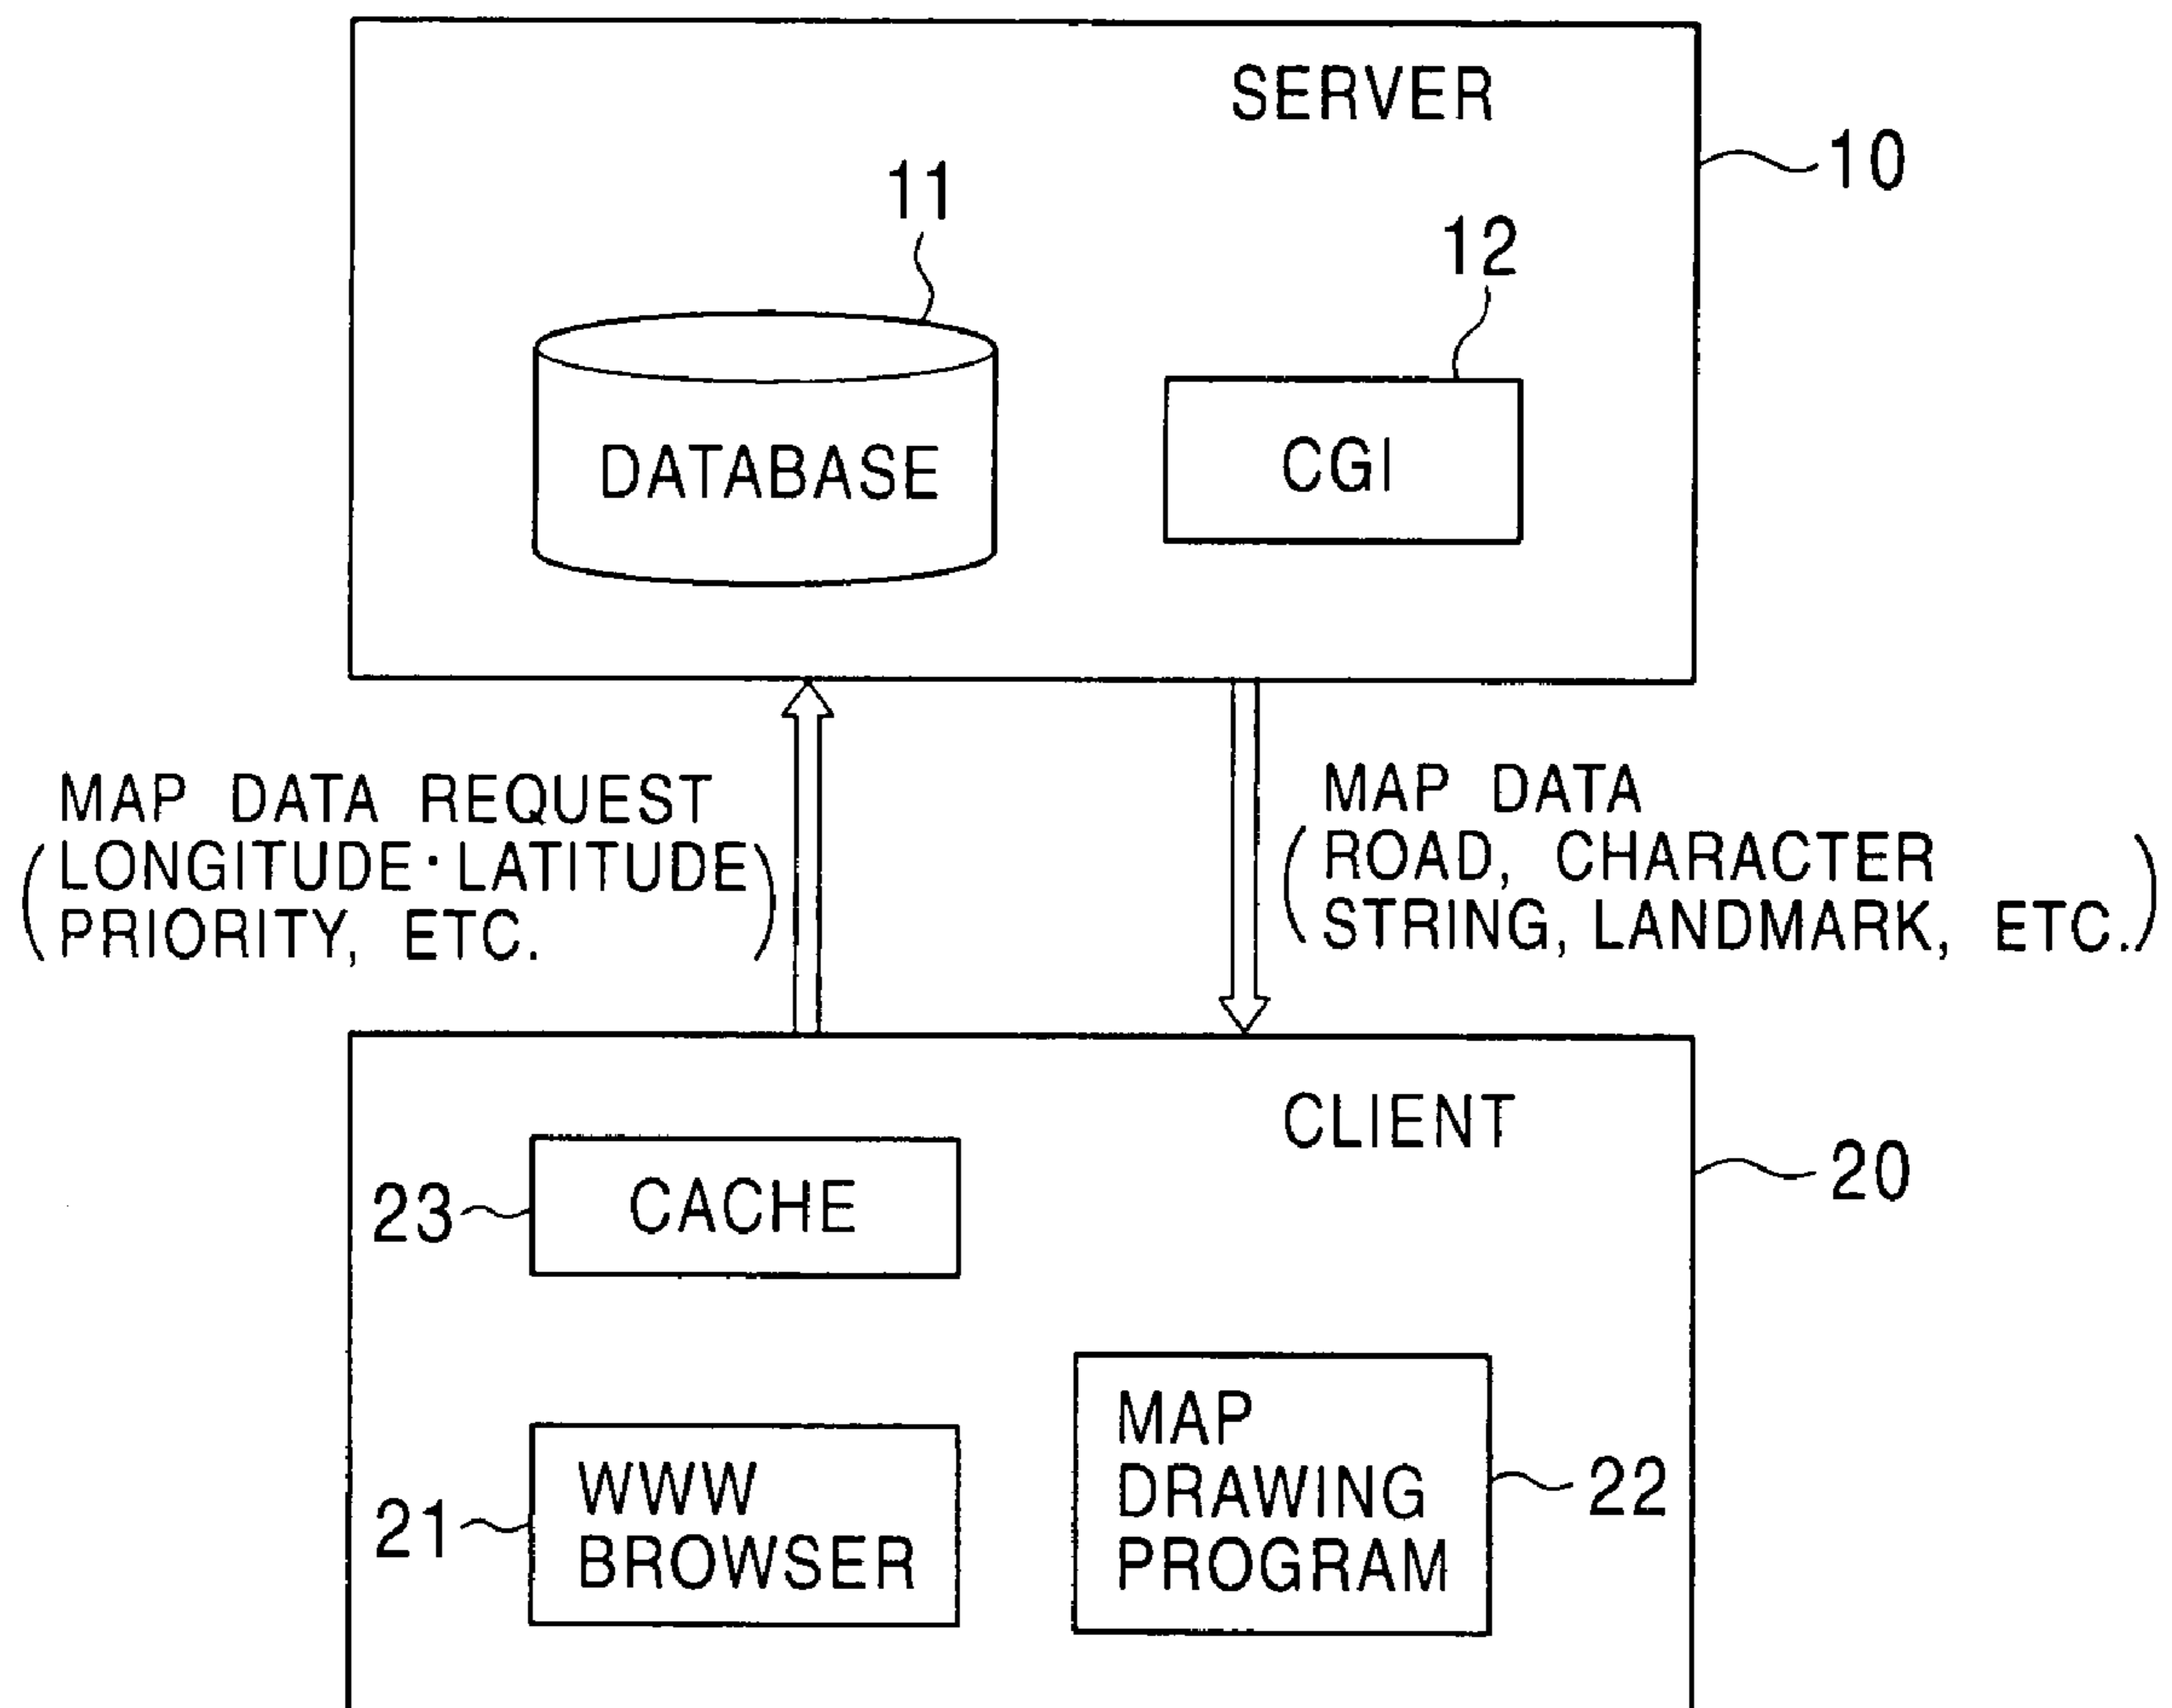 SERVER
10
11
12
DATABASE
CGI
MAP DATA REQUEST
(LONGITUDE·LATITUDE
PRIORITY, ETC.)
MAP DATA
(ROAD, CHARACTER
STRING, LANDMARK, ETC.)
CLIENT
20
23
CACHE
21
WWW
BROWSER
MAP
DRAWING
PROGRAM
22